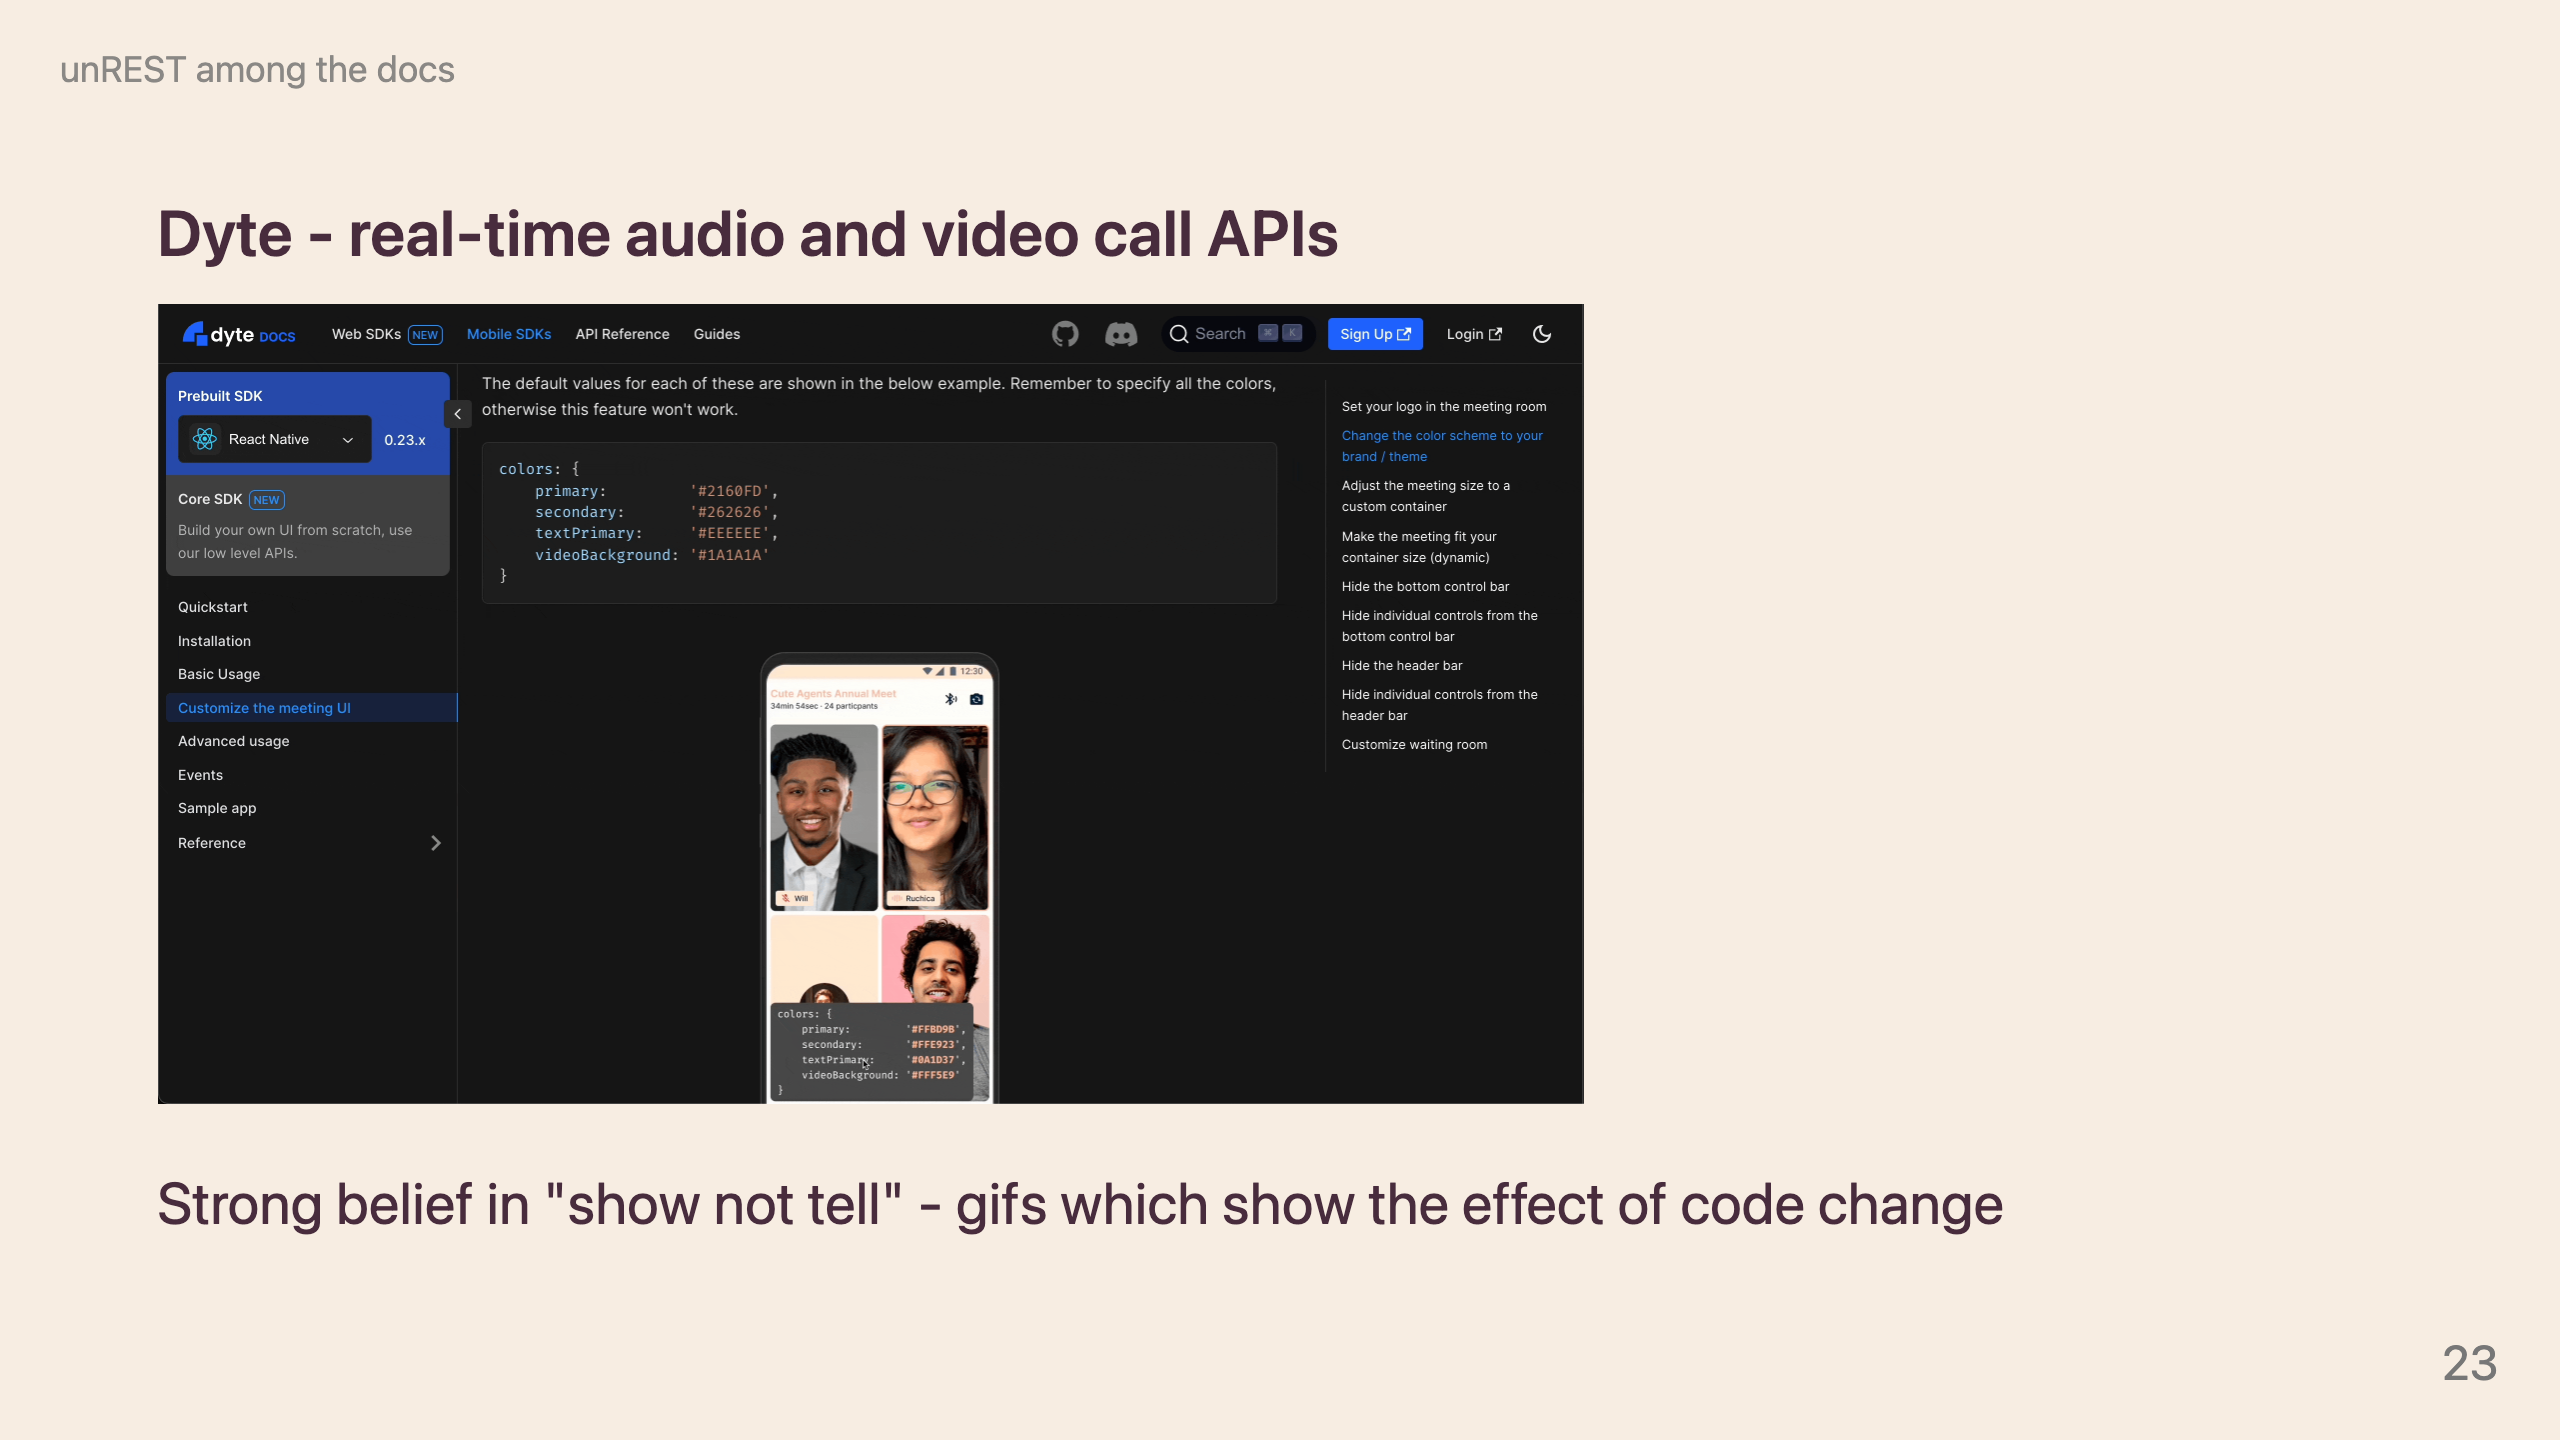 unREST among the docs
Dyte - real-time audio and video call APIs
dyte DOCS
Web SDKs NEW
Mobile SDKs
API Reference
Guides
Search ⌘ K
Sign Up
Login
Prebuilt SDK
React Native
0.23.x
Core SDK NEW
Build your own UI from scratch, use
our low level APIs.
Quickstart
Installation
Basic Usage
Customize the meeting UI
Advanced usage
Events
Sample app
Reference
The default values for each of these are shown in the below example. Remember to specify all the colors,
otherwise this feature won't work.
colors: {
primary: '#2160FD',
secondary: '#262626',
textPrimary: '#EEEEEE',
videoBackground: '#1A1A1A'
}
12:30
Cute Agents Annual Meet
34min 54sec · 24 particpants
Will
Ruchica
colors: {
primary: '#FFBD9B',
secondary: '#FFE923',
textPrimary: '#0A1D37',
videoBackground: '#FFF5E9'
}
Set your logo in the meeting room
Change the color scheme to your
brand / theme
Adjust the meeting size to a
custom container
Make the meeting fit your
container size (dynamic)
Hide the bottom control bar
Hide individual controls from the
bottom control bar
Hide the header bar
Hide individual controls from the
header bar
Customize waiting room
Strong belief in "show not tell" - gifs which show the effect of code change
23